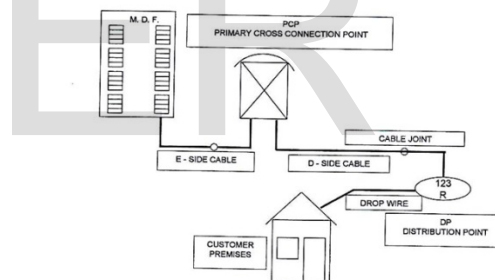 M. D. F.
PCP
PRIMARY CROSS CONNECTION POINT
CABLE JOINT
E - SIDE CABLE
D - SIDE CABLE
123
R
DROP WIRE
DP
DISTRIBUTION POINT
CUSTOMER
PREMISES
ER